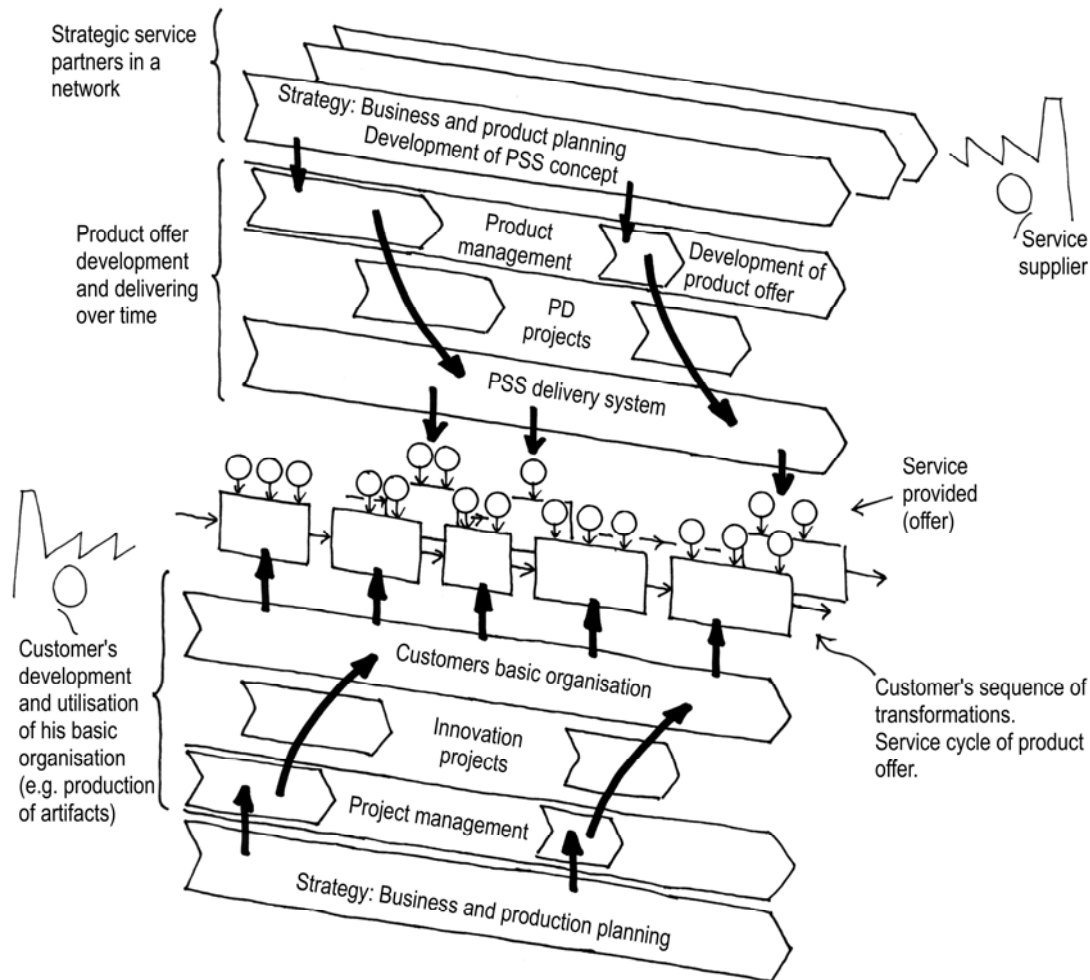 Strategic service
partners in a
network
Strategy: Business and product planning
Development of PSS concept
Service
supplier
Product offer
development
and delivering
over time
Product
management
Development of
product offer
PD
projects
PSS delivery system
Service
provided
(offer)
Customer's
development
and utilisation
of his basic
organisation
(e.g. production
of artifacts)
Customers basic organisation
Customer's sequence of
transformations.
Service cycle of product
offer.
Innovation
projects
Project management
Strategy: Business and production planning